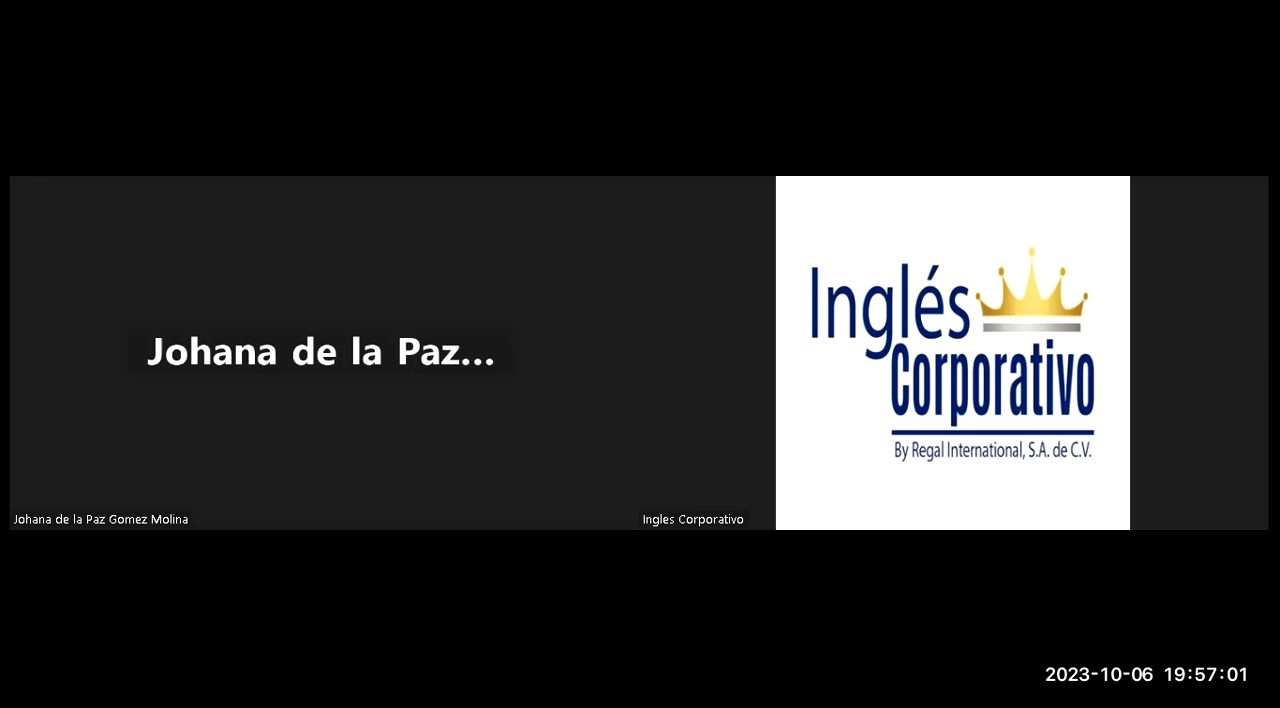 Johana de la Paz...
Johana de la Paz Gomez Molina
Inglés
Corporativo
By Regal International, S.A. de C.V.
Ingles Corporativo
2023-10-06 19:57:01